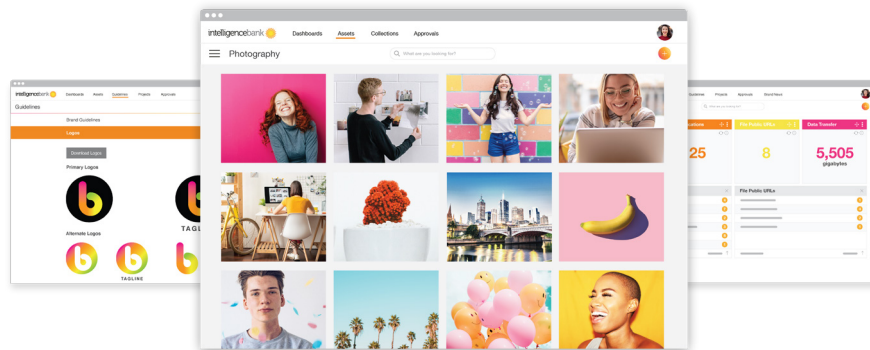 intelligencebank
Dashboards Assets Collections Approvals
Photography
What are you looking for?
intelligencebank Dashboards Assets Guidelines Projects Approvals
Guidelines
Brand Guidelines
Logos
Download Logos
Primary Logos
b
TAGL
Alternate Logos
b b b
TAGLINE
Guidelines Projects Approvals Brand News
File Public URLs Data Transfer
25 8 5,505
gigabytes
File Public URLs